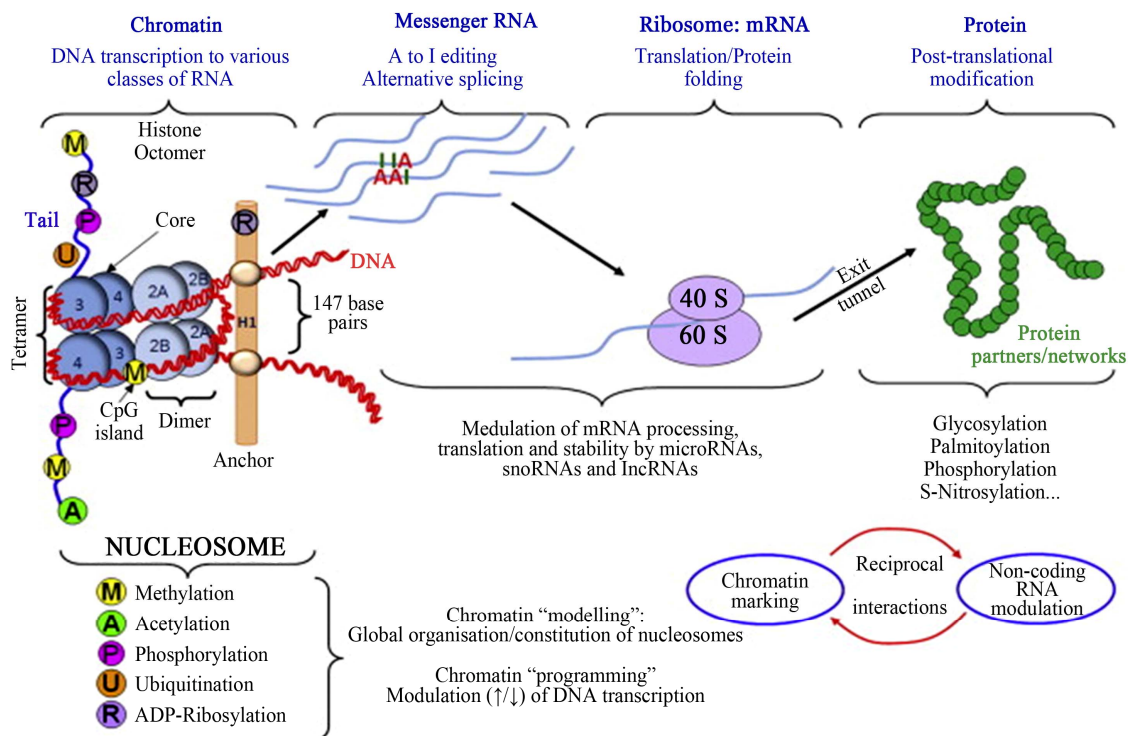 Chromatin
DNA transcription to various
classes of RNA
Messenger RNA
A to I editing
Alternative splicing
Ribosome: mRNA
Translation/Protein
folding
Protein
Post-translational
modification
Histone
Octomer
M
R
P
U
Tail
Core
R
I I A
A A I
DNA
3
4
2A
2B
Tetramer
H1
147 base
pairs
4
3
2B
2A
M
CpG
island
Dimer
Anchor
P
M
A
40 S
60 S
Exit
tunnel
Protein
partners/networks
Medulation of mRNA processing,
translation and stability by microRNAs,
snoRNAs and IncRNAs
Glycosylation
Palmitoylation
Phosphorylation
S-Nitrosylation...
NUCLEOSOME
M Methylation
A Acetylation
P Phosphorylation
U Ubiquitination
R ADP-Ribosylation
Chromatin “modelling”:
Global organisation/constitution of nucleosomes
Chromatin “programming”
Modulation (↑/↓) of DNA transcription
Chromatin
marking
Reciprocal
interactions
Non-coding
RNA
modulation